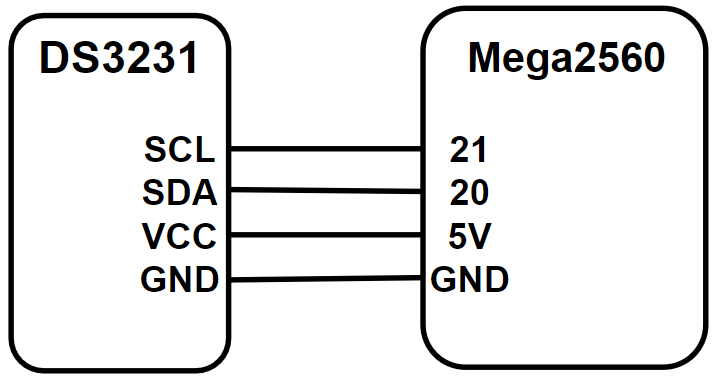 DS3231
Mega2560
SCL 21
SDA 20
VCC 5V
GND GND